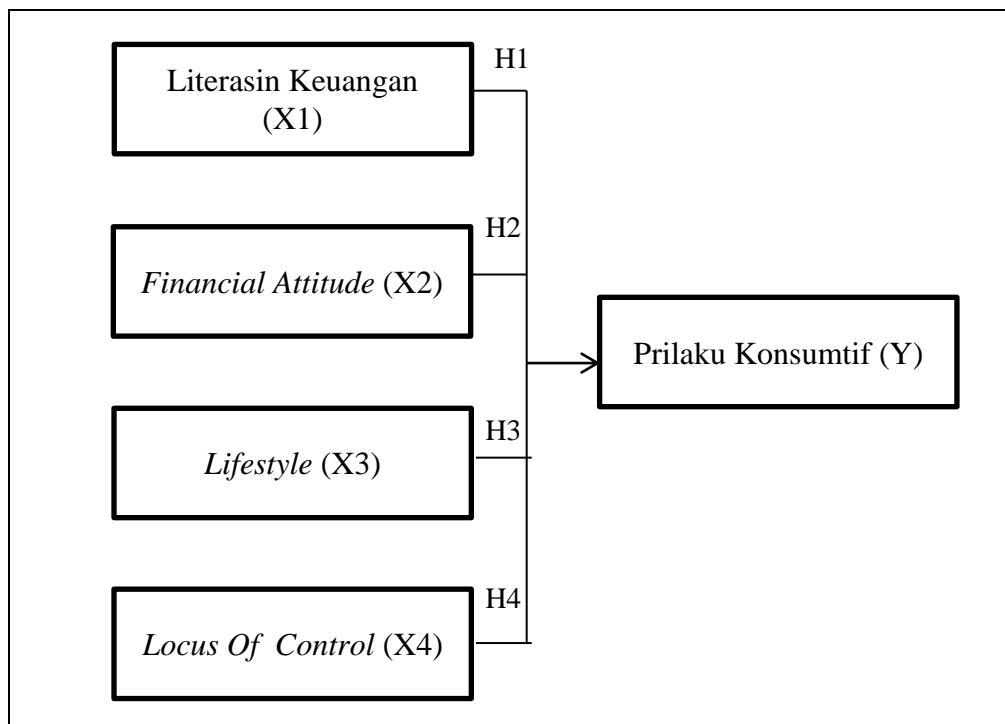 H1
Literasin Keuangan
(X1)
H2
Financial Attitude (X2)
Prilaku Konsumtif (Y)
H3
Lifestyle (X3)
H4
Locus Of Control (X4)